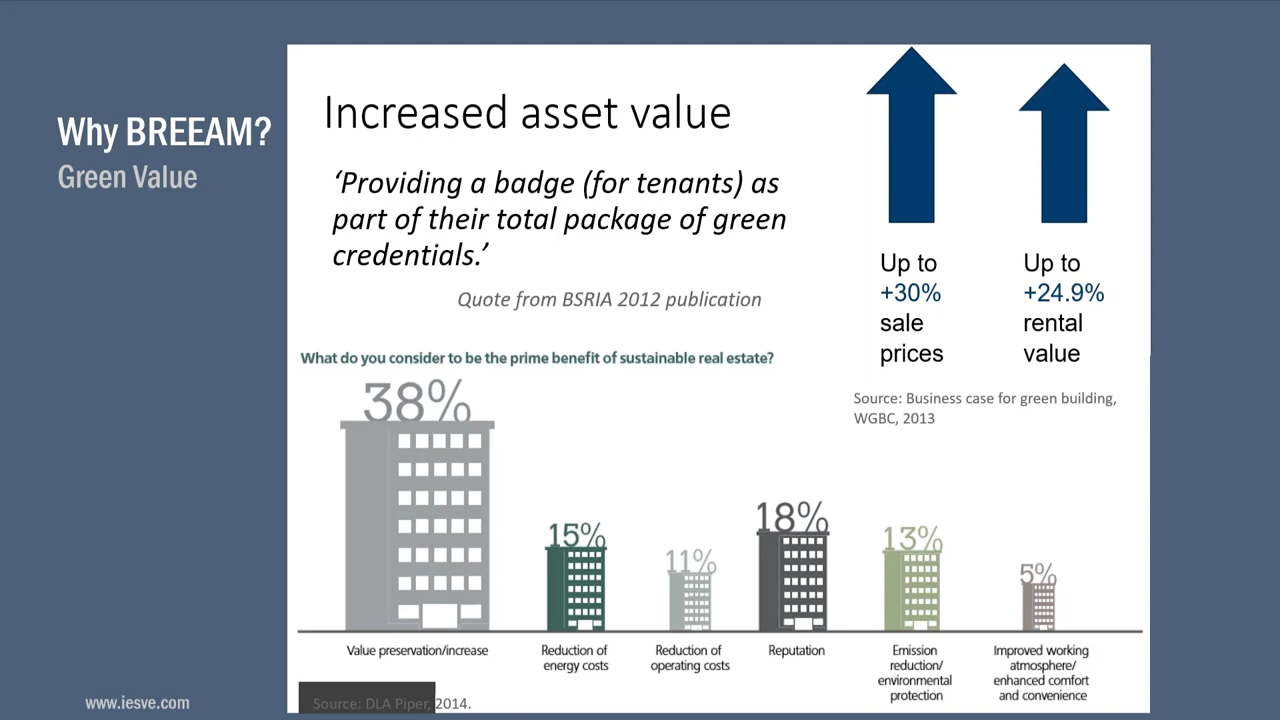 Why BREEAM?
Green Value
Increased asset value
‘Providing a badge (for tenants) as
part of their total package of green
credentials.’
Quote from BSRIA 2012 publication
Up to
+30%
sale
prices
Up to
+24.9%
rental
value
Source: Business case for green building,
WGBC, 2013
What do you consider to be the prime benefit of sustainable real estate?
38%
15%
11%
18%
13%
5%
Value preservation/increase
Reduction of
energy costs
Reduction of
operating costs
Reputation
Emission
reduction/
environmental
protection
Improved working
atmosphere/
enhanced comfort
and convenience
Source: DLA Piper, 2014.
www.iesve.com